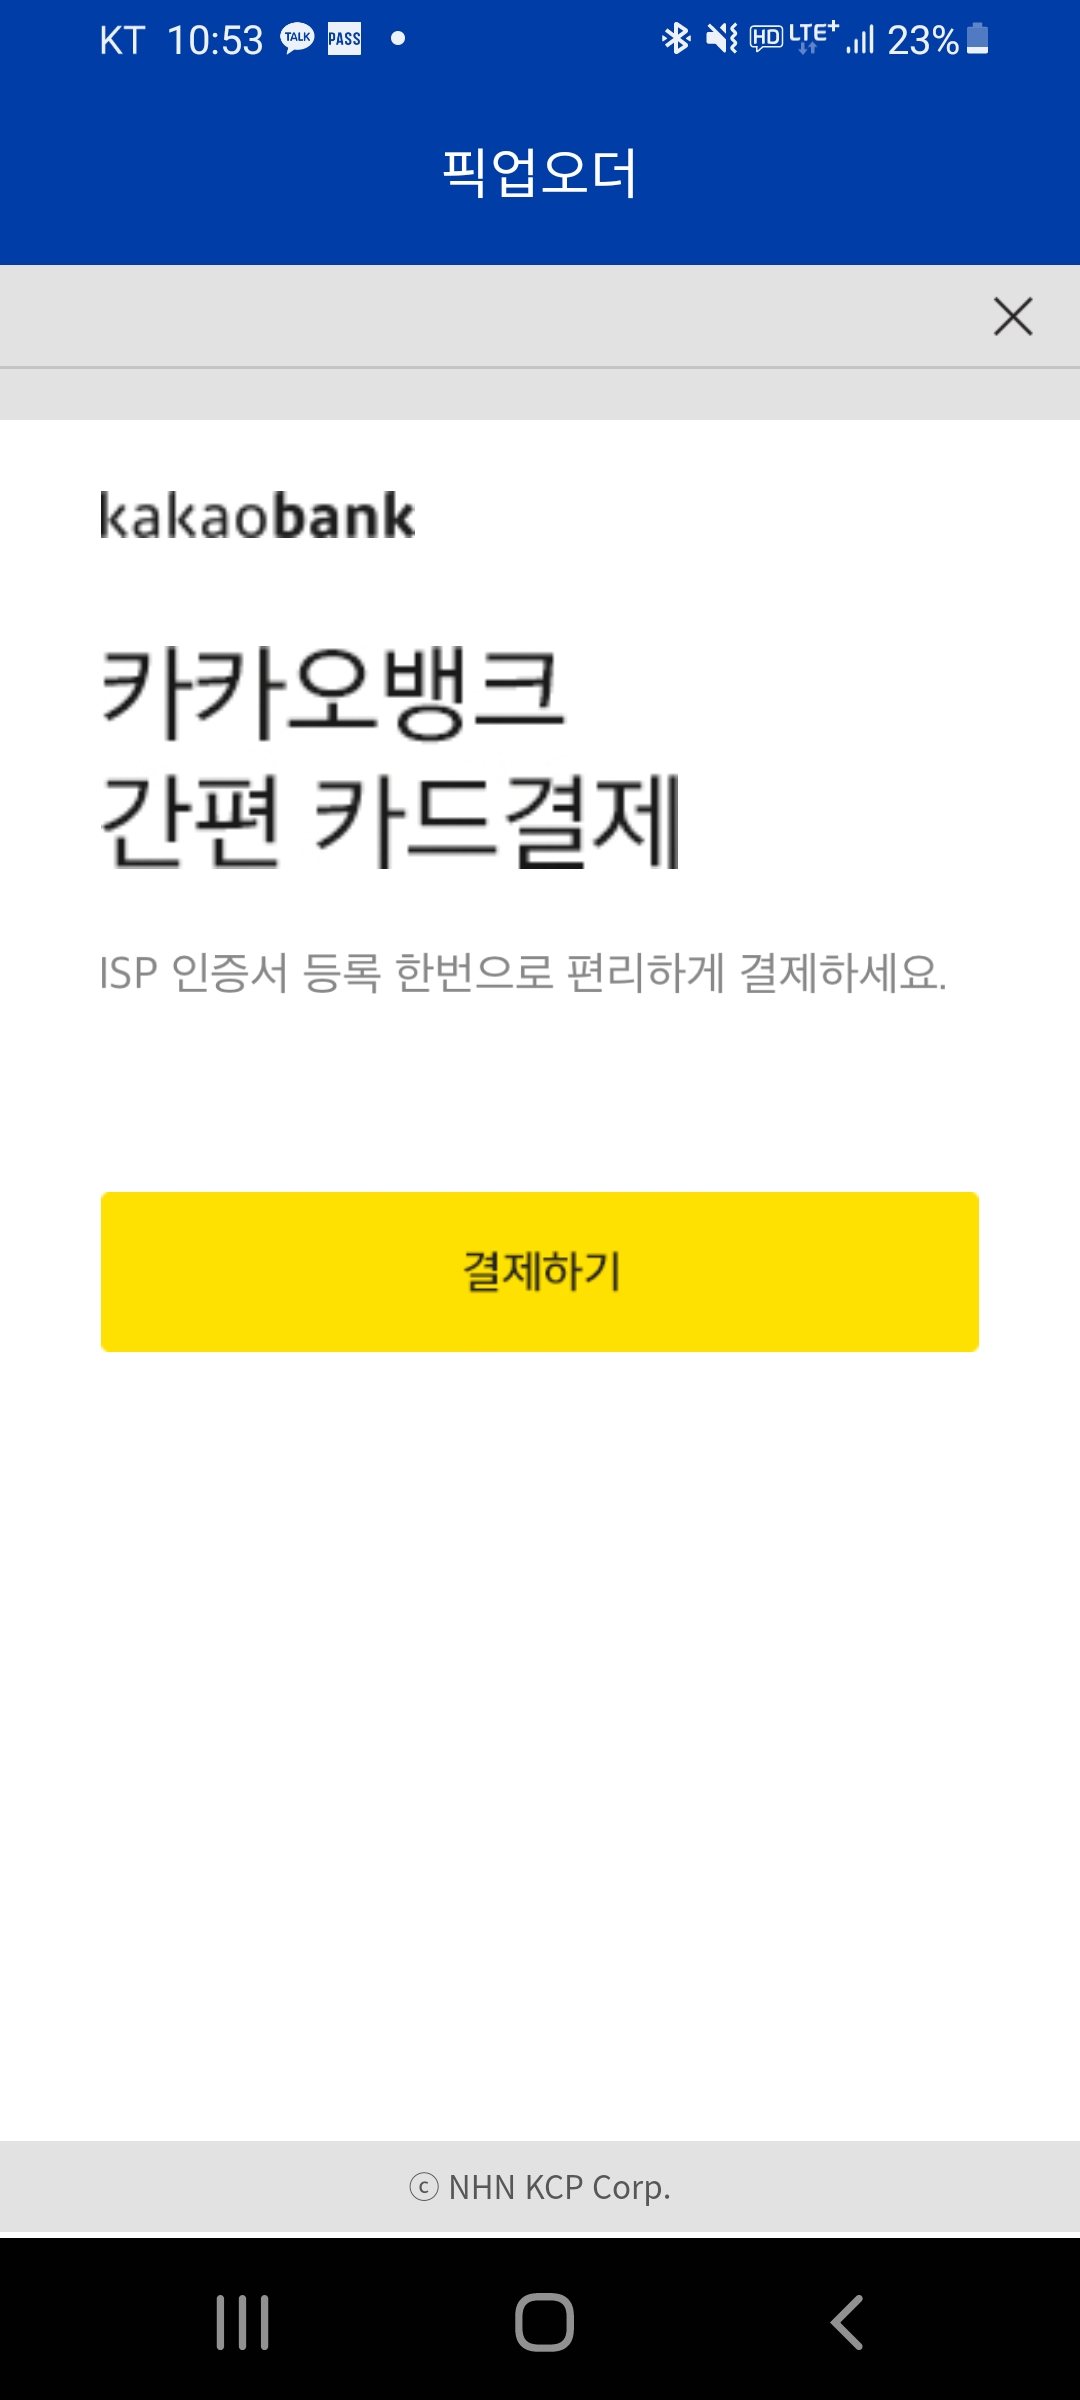 KT 10:53 TALK PASS HD LTE+ 23%
픽업오더
kakaobank
카카오뱅크
간편 카드결제
ISP 인증서 등록 한번으로 편리하게 결제하세요.
결제하기
ⓒ NHN KCP Corp.